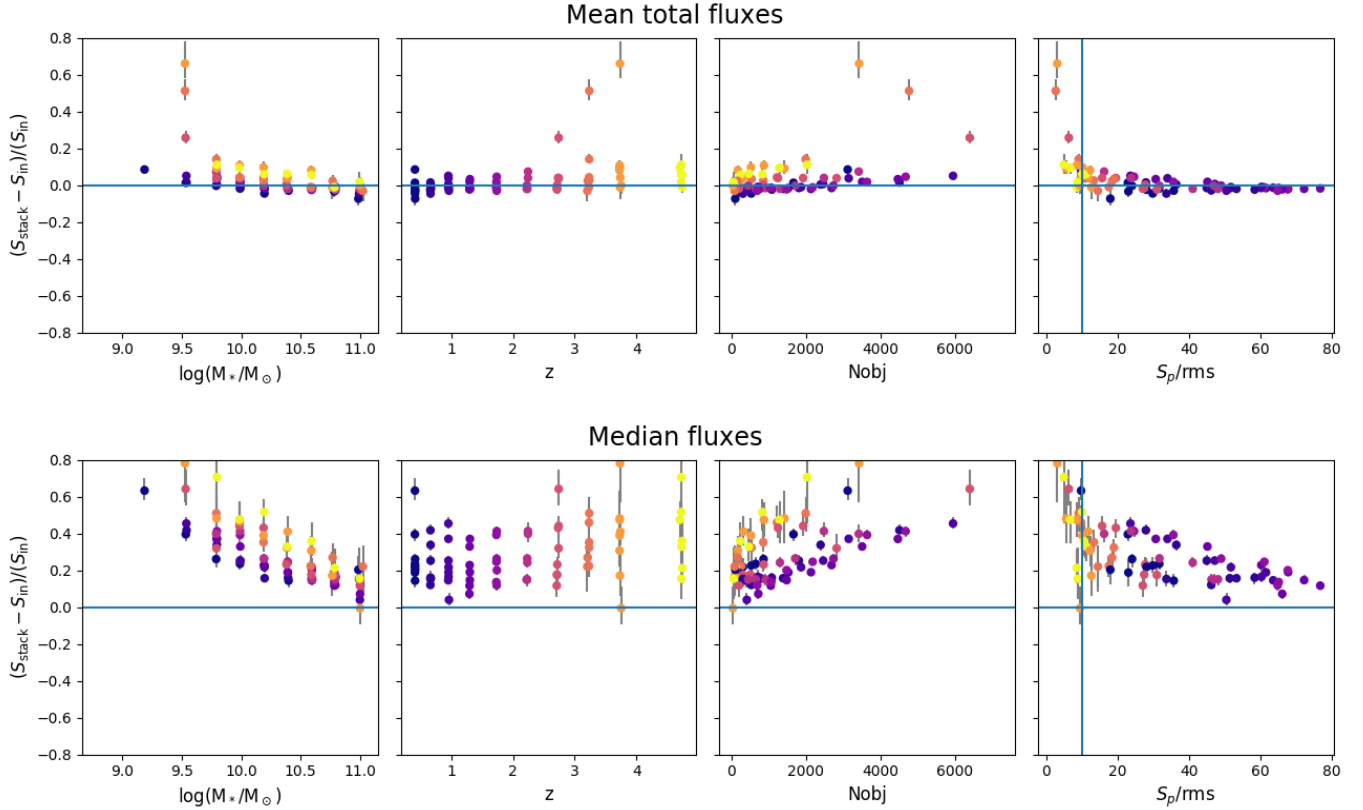 Mean total fluxes
0.8
0.6
0.4
0.2
0.0
−0.2
−0.4
−0.6
−0.8
(S_stack − S_in)/(S_in)
9.0 9.5 10.0 10.5 11.0
log(M_*/M_⊙)
1 2 3 4
z
0 2000 4000 6000
Nobj
0 20 40 60 80
S_p/rms
Median fluxes
0.8
0.6
0.4
0.2
0.0
−0.2
−0.4
−0.6
−0.8
(S_stack − S_in)/(S_in)
9.0 9.5 10.0 10.5 11.0
log(M_*/M_⊙)
1 2 3 4
z
0 2000 4000 6000
Nobj
0 20 40 60 80
S_p/rms